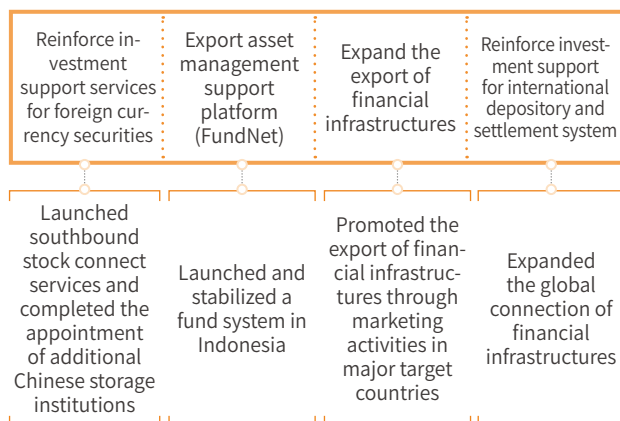 Reinforce in-
vestment
support services
for foreign cur-
rency securities
Export asset
management
support
platform
(FundNet)
Expand the
export of
financial
infrastructures
Reinforce invest-
ment support
for international
depository and
settlement system
Launched
southbound
stock connect
services and
completed the
appointment
of additional
Chinese storage
institutions
Launched and
stabilized a
fund system in
Indonesia
Promoted the
export of finan-
cial infrastruc-
tures through
marketing
activities in
major target
countries
Expanded
the global
connection of
financial
infrastructures